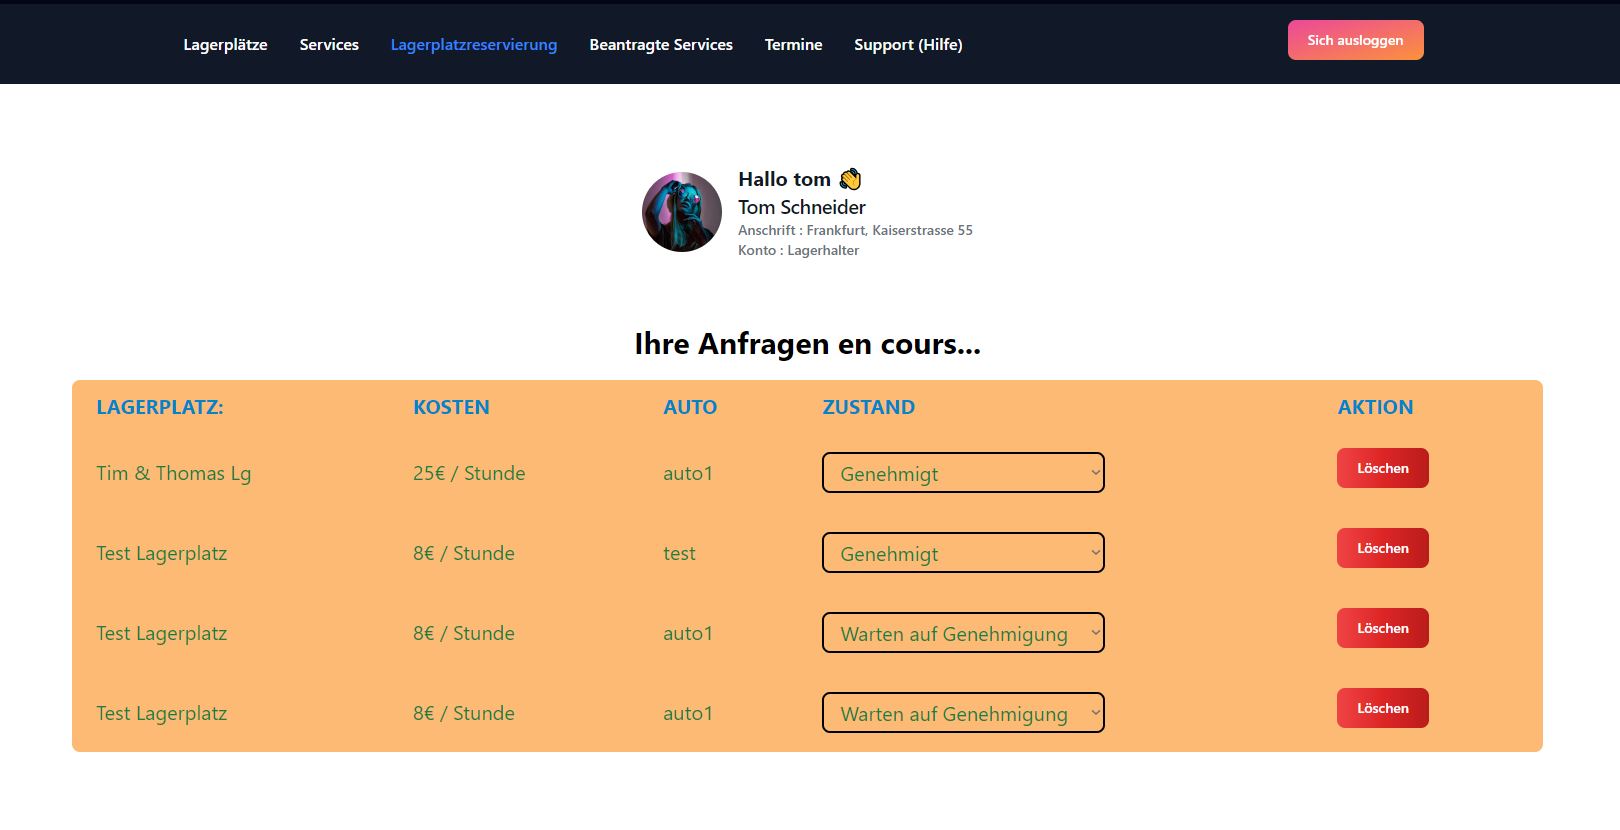 Lagerplätze Services Lagerplatzreservierung Beantragte Services Termine Support (Hilfe) Sich ausloggen
Hallo tom 👋
Tom Schneider
Anschrift : Frankfurt, Kaiserstrasse 55
Konto : Lagerhalter
Ihre Anfragen en cours...
LAGERPLATZ: KOSTEN AUTO ZUSTAND AKTION
Tim & Thomas Lg 25€ / Stunde auto1 Genehmigt Löschen
Test Lagerplatz 8€ / Stunde test Genehmigt Löschen
Test Lagerplatz 8€ / Stunde auto1 Warten auf Genehmigung Löschen
Test Lagerplatz 8€ / Stunde auto1 Warten auf Genehmigung Löschen